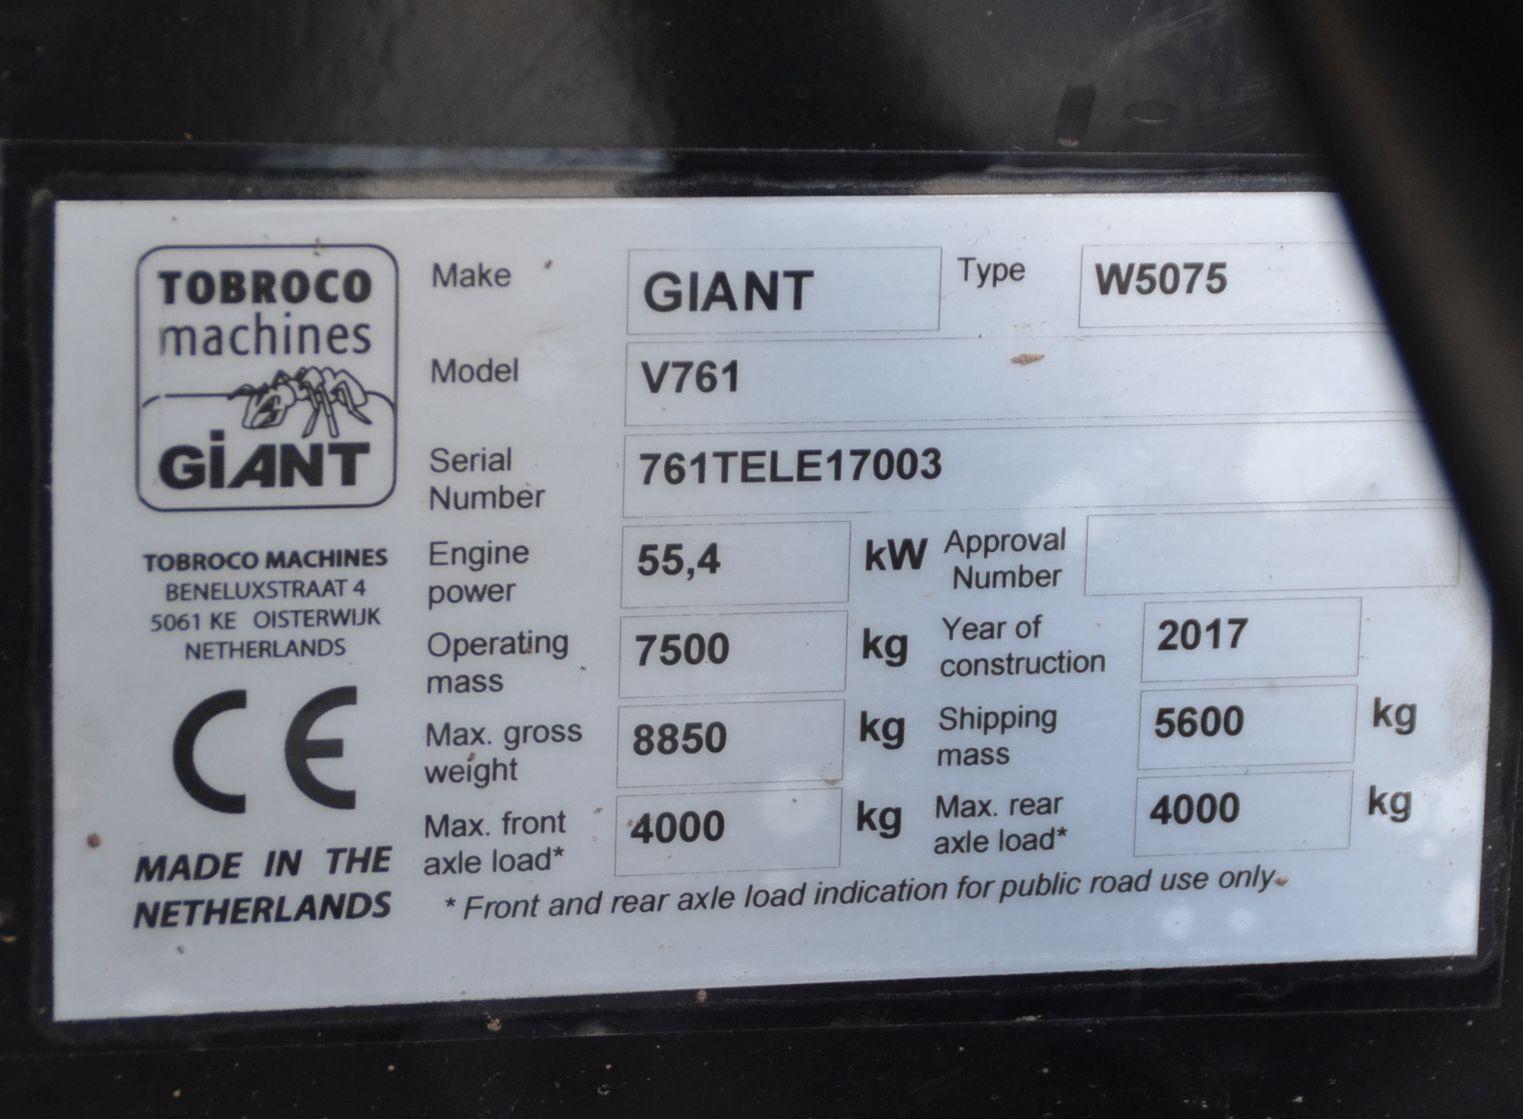 TOBROCO
machines
GiANT
TOBROCO MACHINES
BENELUXSTRAAT 4
5061 KE OISTERWIJK
NETHERLANDS
CE
MADE IN THE
NETHERLANDS
Make GIANT Type W5075
Model V761
Serial
Number 761TELE17003
Engine
power 55,4 kW Approval
Number
Operating
mass 7500 kg Year of
construction 2017
Max. gross
weight 8850 kg Shipping
mass 5600 kg
Max. front
axle load* 4000 kg Max. rear
axle load* 4000 kg
* Front and rear axle load indication for public road use only.